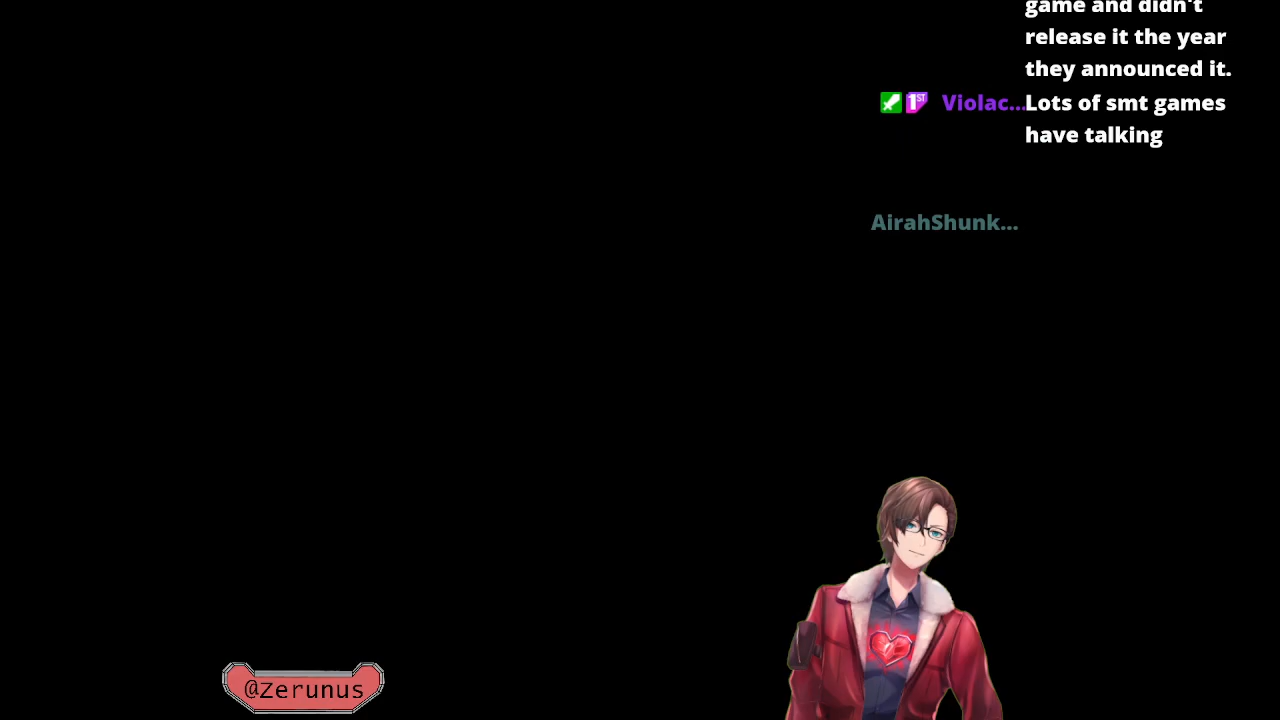 game and didn't
release it the year
they announced it.
1ST Violac... Lots of smt games
have talking
AirahShunk...
@Zerunus